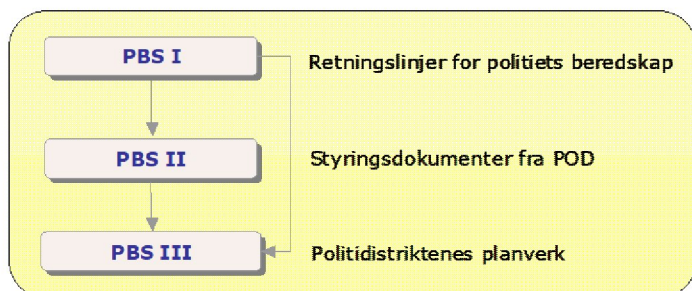 PBS I Retningslinjer for politiets beredskap
PBS II Styringsdokumenter fra POD
PBS III Politidistriktenes planverk